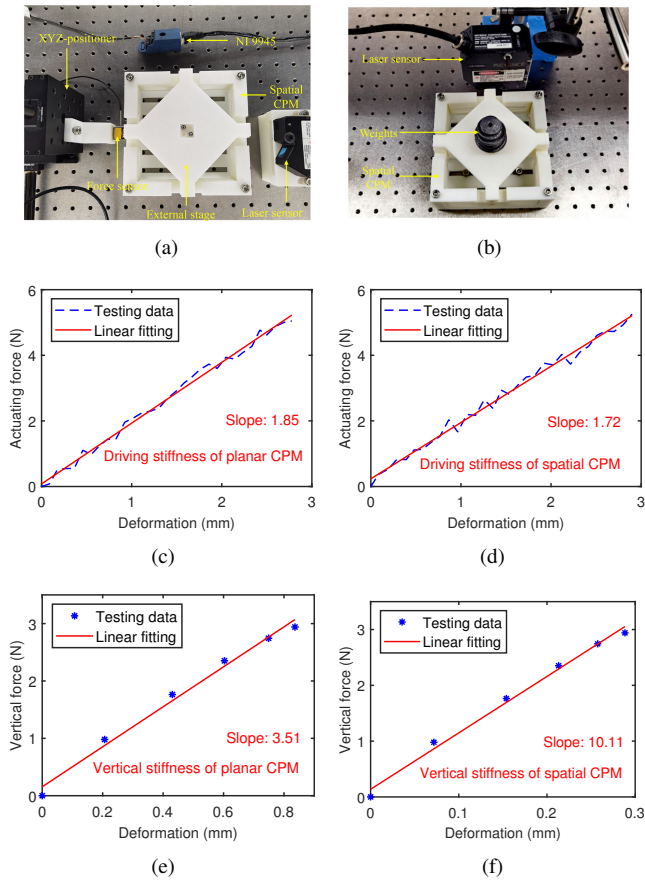 XYZ-positioner
NI 9945
Spatial
CPM
Force sensor
External stage
Laser sensor
(a)
Laser sensor
Weights
Spatial
CPM
(b)
Actuating force (N)
6
4
2
0
Testing data
Linear fitting
Slope: 1.85
Driving stiffness of planar CPM
0 1 2 3
Deformation (mm)
(c)
Actuating force (N)
6
4
2
0
Testing data
Linear fitting
Slope: 1.72
Driving stiffness of spatial CPM
0 1 2 3
Deformation (mm)
(d)
Vertical force (N)
3
2
1
0
Testing data
Linear fitting
Slope: 3.51
Vertical stiffness of planar CPM
0 0.2 0.4 0.6 0.8
Deformation (mm)
(e)
Vertical force (N)
3
2
1
0
Testing data
Linear fitting
Slope: 10.11
Vertical stiffness of spatial CPM
0 0.1 0.2 0.3
Deformation (mm)
(f)